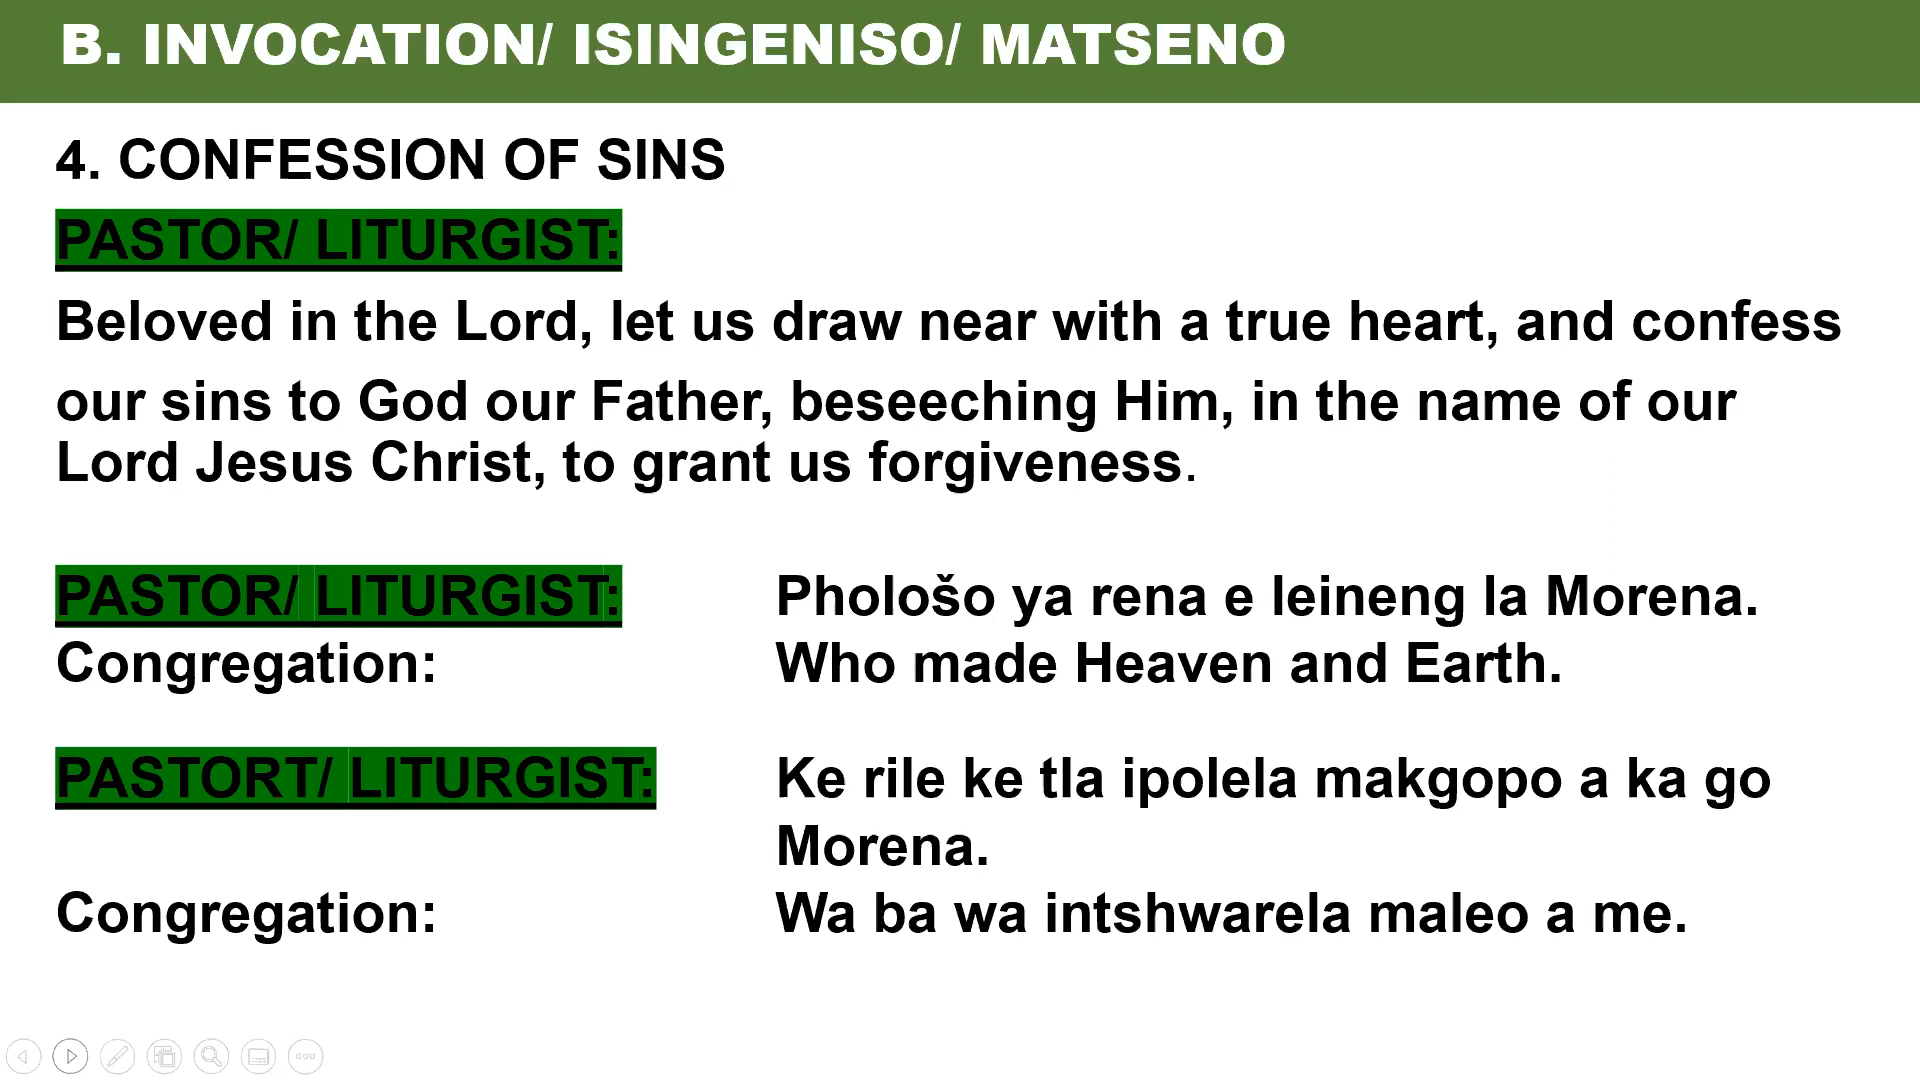 B. INVOCATION/ ISINGENISO/ MATSENO
4. CONFESSION OF SINS
PASTOR/ LITURGIST:
Beloved in the Lord, let us draw near with a true heart, and confess
our sins to God our Father, beseeching Him, in the name of our
Lord Jesus Christ, to grant us forgiveness.
PASTOR/ LITURGIST: Phološo ya rena e leineng la Morena.
Congregation: Who made Heaven and Earth.
PASTORT/ LITURGIST: Ke rile ke tla ipolela makgopo a ka go
Morena.
Congregation: Wa ba wa intshwarela maleo a me.